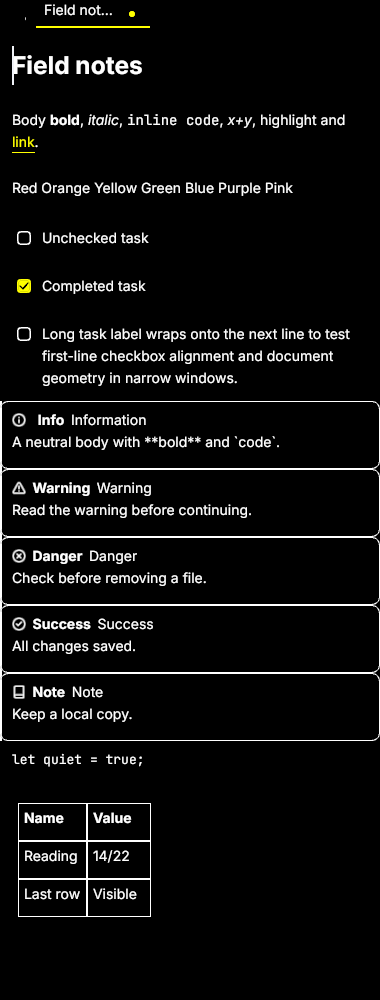 Field not...
Field notes
Body bold, italic, inline code, x+y, highlight and
link.
Red Orange Yellow Green Blue Purple Pink
Unchecked task
Completed task
Long task label wraps onto the next line to test
first-line checkbox alignment and document
geometry in narrow windows.
Info Information
A neutral body with **bold** and `code`.
Warning Warning
Read the warning before continuing.
Danger Danger
Check before removing a file.
Success Success
All changes saved.
Note Note
Keep a local copy.
let quiet = true;
Name Value
Reading 14/22
Last row Visible